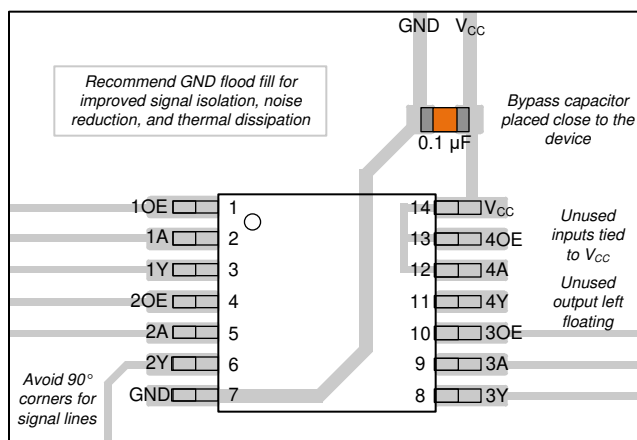 GND VCC
Recommend GND flood fill for
improved signal isolation, noise
reduction, and thermal dissipation
Bypass capacitor
placed close to the
device
0.1 µF
1OE 1 14 VCC
1A 2 13 4OE
1Y 3 12 4A
2OE 4 11 4Y
2A 5 10 3OE
2Y 6 9 3A
GND 7 8 3Y
Unused
inputs tied
to VCC
Unused
output left
floating
Avoid 90°
corners for
signal lines